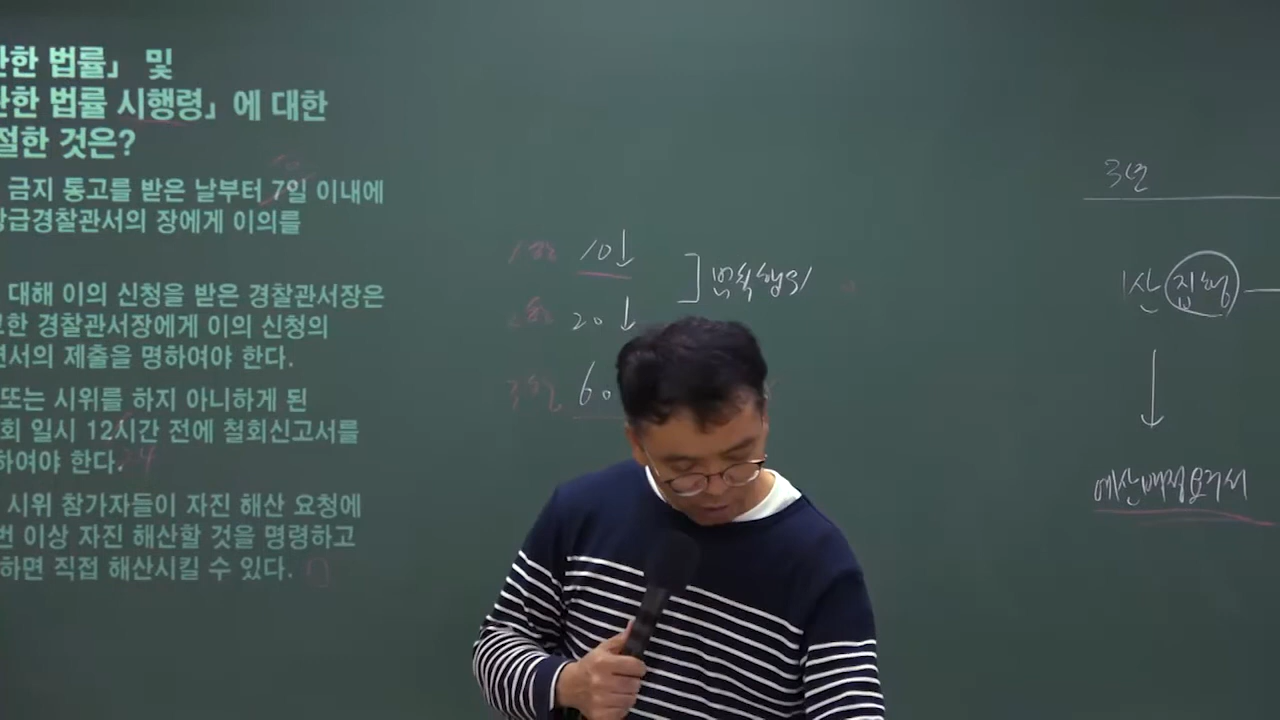 한 법률」 및
한 법률 시행령」에 대한
절한 것은?
금지 통고를 받은 날부터 7일 이내에
급경찰관서의 장에게 이의를
대해 이의 신청을 받은 경찰관서장은
한 경찰관서장에게 이의 신청의
서의 제출을 명하여야 한다.
또는 시위를 하지 아니하게 된
회 일시 12시간 전에 철회신고서를
하여야 한다. 24
시위 참가자들이 자진 해산 요청에
번 이상 자진 해산할 것을 명령하고
하면 직접 해산시킬 수 있다.
10인
20
60
3년
산 집행
예산배정요구서